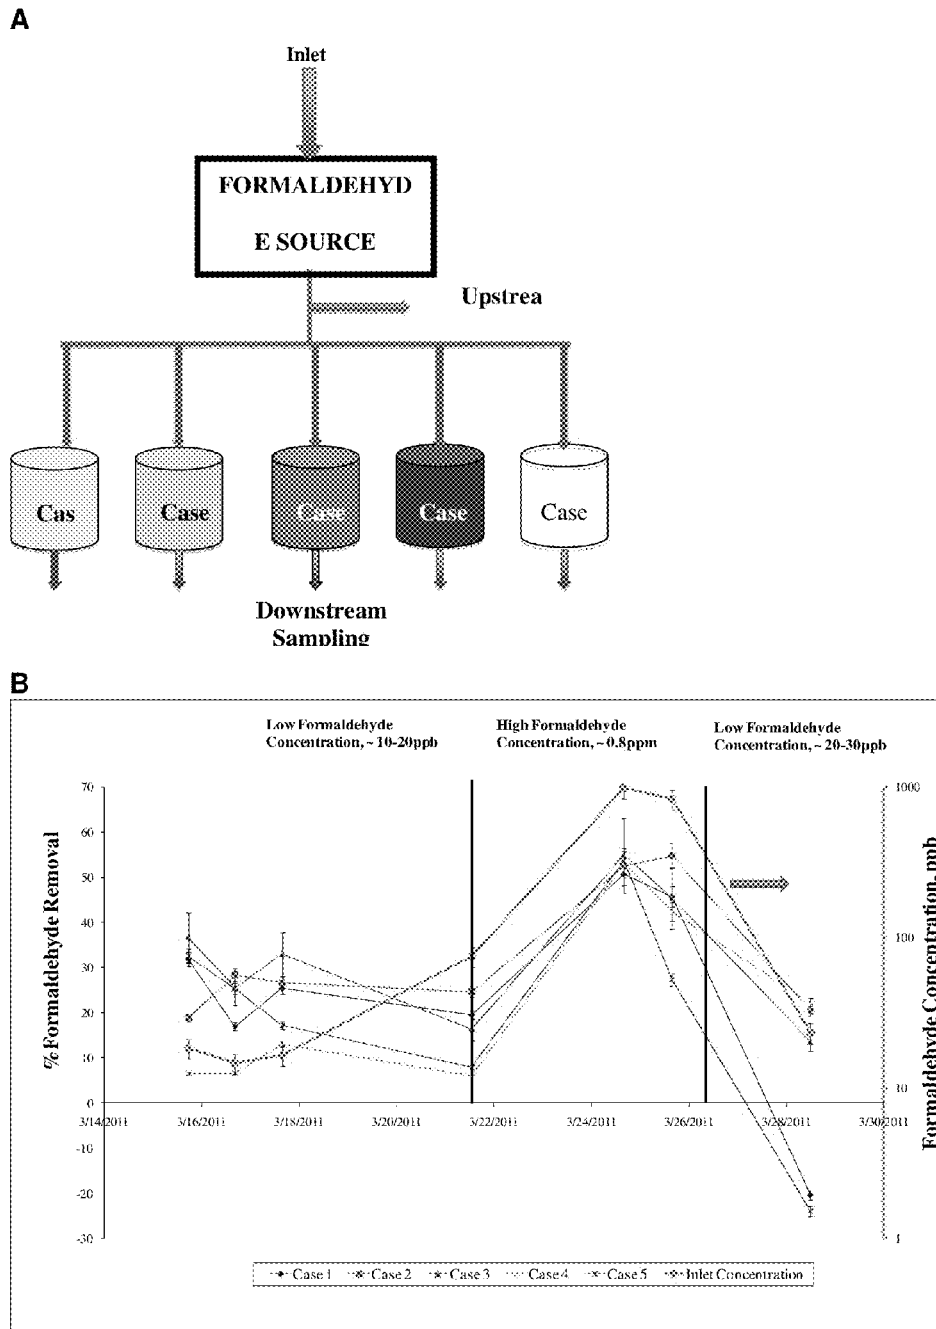 A
Inlet
FORMALDEHYD
E SOURCE
Upstrea
Cas Case Case Case Case
Downstream
Sampling
B
Low Formaldehyde
Concentration, ~10-20ppb
High Formaldehyde
Concentration, ~0.8ppm
Low Formaldehyde
Concentration, ~20-30ppb
% Formaldehyde Removal
70
60
50
40
30
20
10
0
-10
-20
-30
3/14/2011 3/16/2011 3/18/2011 3/20/2011 3/22/2011 3/24/2011 3/26/2011 3/28/2011 3/30/2011
1000
100
10
1
Formaldehyde Concentration, ppb
Case 1 Case 2 Case 3 Case 4 Case 5 Inlet Concentration